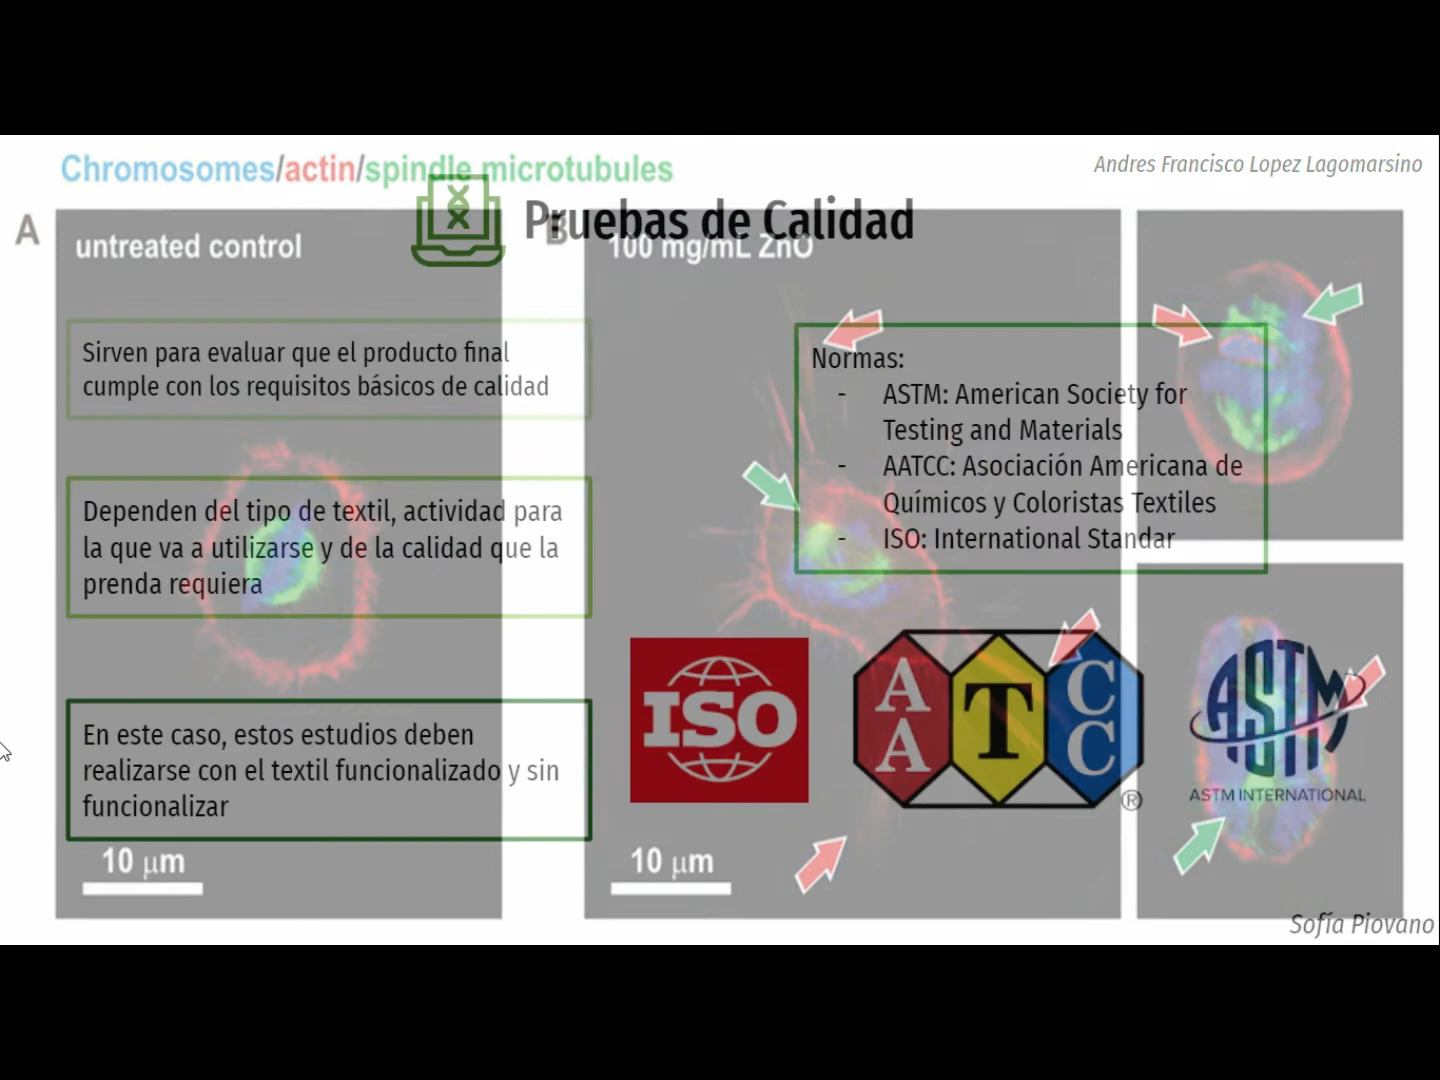 Chromosomes/actin/spindle microtubules
Andres Francisco Lopez Lagomarsino
Pruebas de Calidad
A
untreated control
B
100 mg/mL ZnO
Sirven para evaluar que el producto final
cumple con los requisitos básicos de calidad
Dependen del tipo de textil, actividad para
la que va a utilizarse y de la calidad que la
prenda requiera
En este caso, estos estudios deben
realizarse con el textil funcionalizado y sin
funcionalizar
10 µm
Normas:
- ASTM: American Society for
Testing and Materials
- AATCC: Asociación Americana de
Químicos y Coloristas Textiles
- ISO: International Standar
ISO
AATCC
®
ASTM
ASTM INTERNATIONAL
10 µm
Sofía Piovano